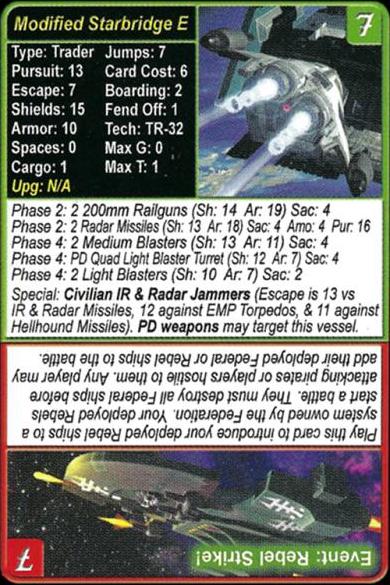 Modified Starbridge E
7
Type: Trader Jumps: 7
Pursuit: 13 Card Cost: 6
Escape: 7 Boarding: 2
Shields: 15 Fend Off: 1
Armor: 10 Tech: TR-32
Spaces: 0 Max G: 0
Cargo: 1 Max T: 1
Upg: N/A
Phase 2: 2 200mm Railguns (Sh: 14 Ar: 19) Sac: 4
Phase 2: 2 Radar Missiles (Sh: 13 Ar: 18) Sac: 4 Amo: 4 Pur: 16
Phase 4: 2 Medium Blasters (Sh: 13 Ar: 11) Sac: 4
Phase 4: PD Quad Light Blaster Turret (Sh: 12 Ar: 7) Sac: 4
Phase 4: 2 Light Blasters (Sh: 10 Ar: 7) Sac: 2
Special: Civilian IR & Radar Jammers (Escape is 13 vs
IR & Radar Missiles, 12 against EMP Torpedos, & 11 against
Hellhound Missiles). PD weapons may target this vessel.
Event: Rebel Strike!
7
Play this card to introduce your deployed Rebel ships to a
system owned by the Federation. Your deployed Rebels
start a battle. They must destroy all Federal ships before
attacking pirates or players hostile to them. Any player may
add their deployed Federal or Rebel ships to the battle.